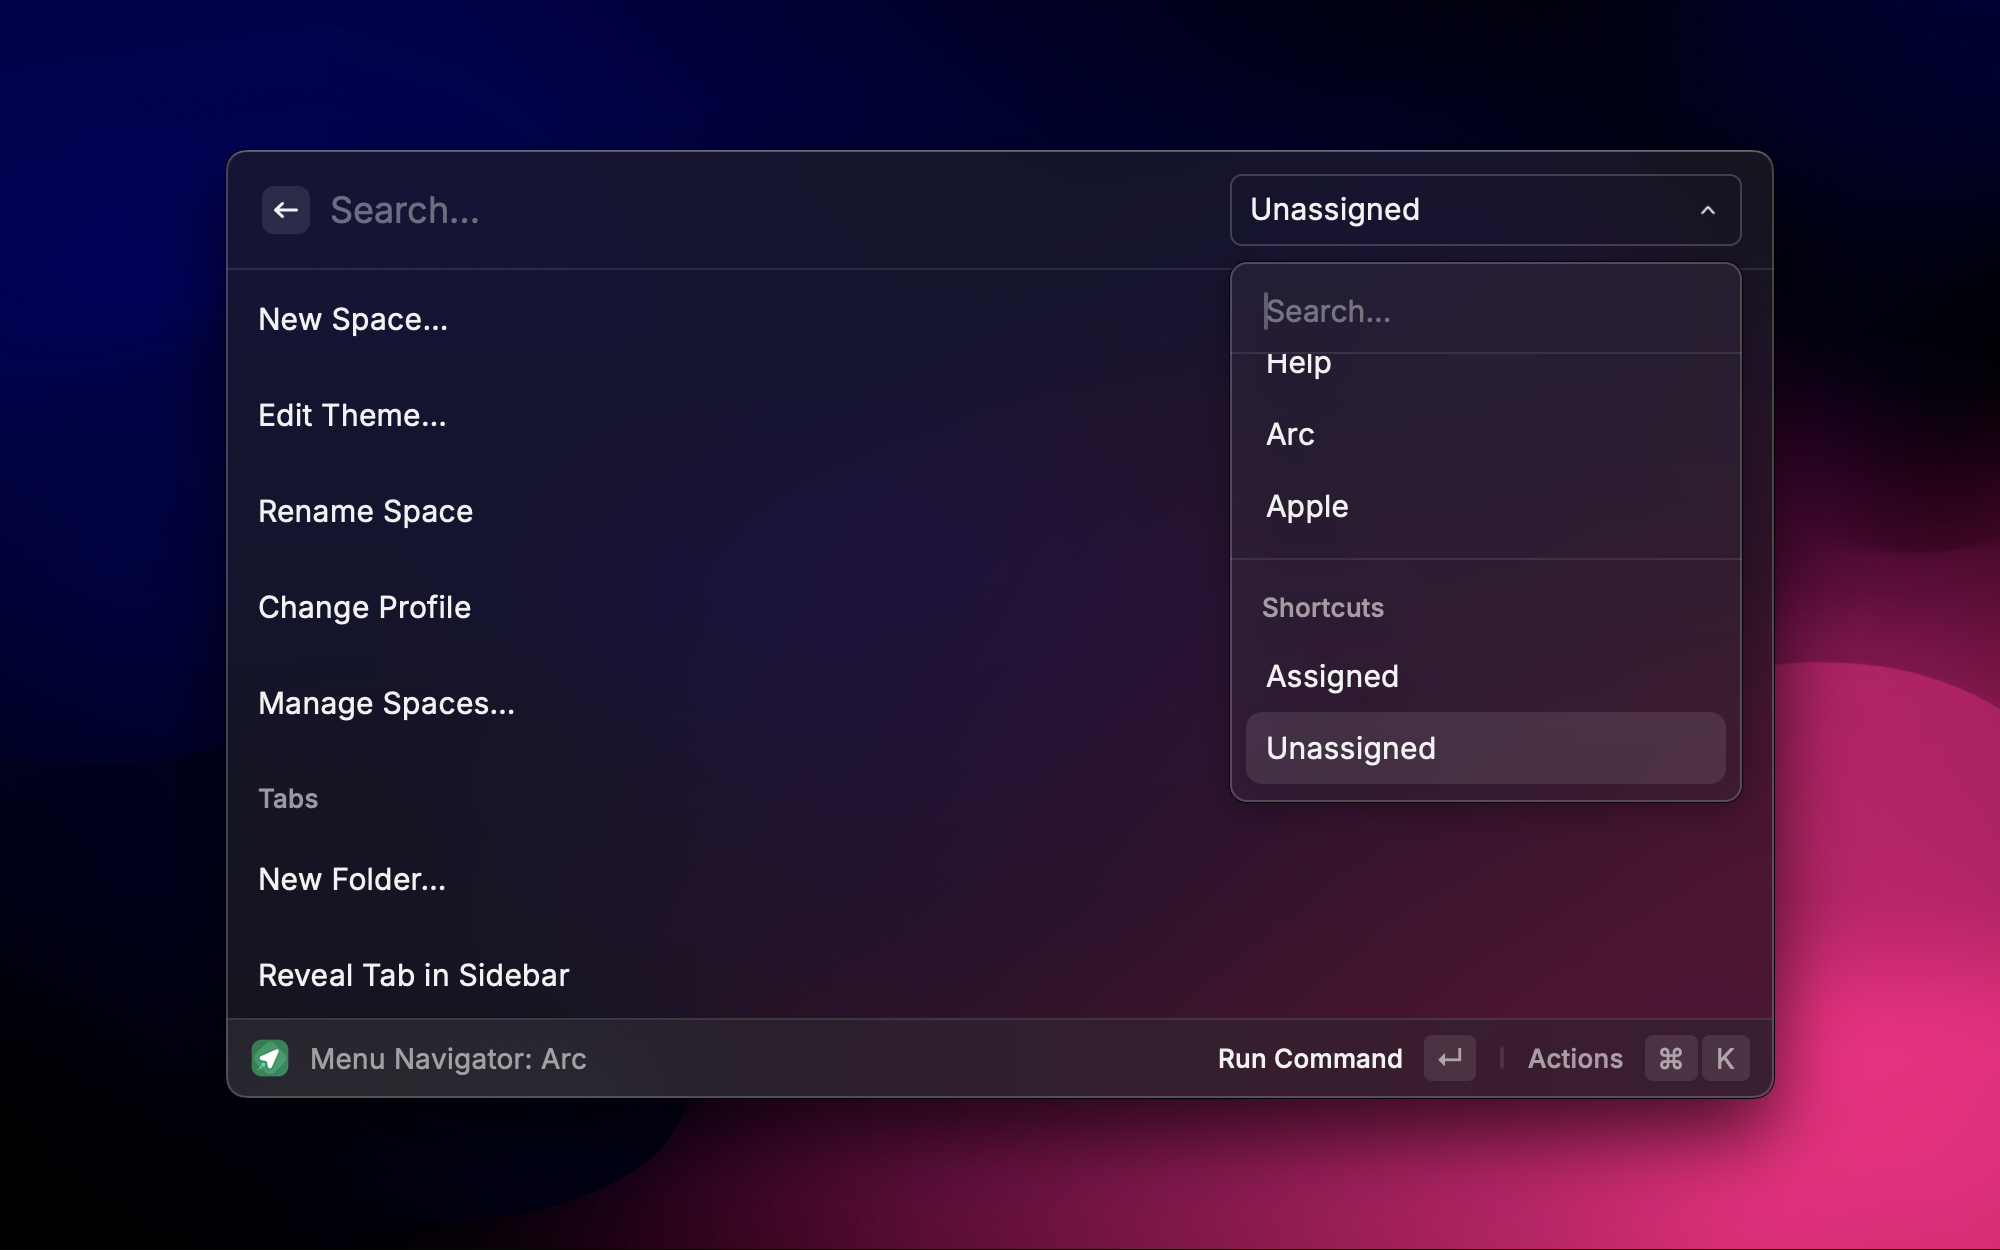 Search...
Unassigned
New Space...
Edit Theme...
Rename Space
Change Profile
Manage Spaces...
Tabs
New Folder...
Reveal Tab in Sidebar
Search...
Help
Arc
Apple
Shortcuts
Assigned
Unassigned
Menu Navigator: Arc
Run Command
Actions ⌘ K